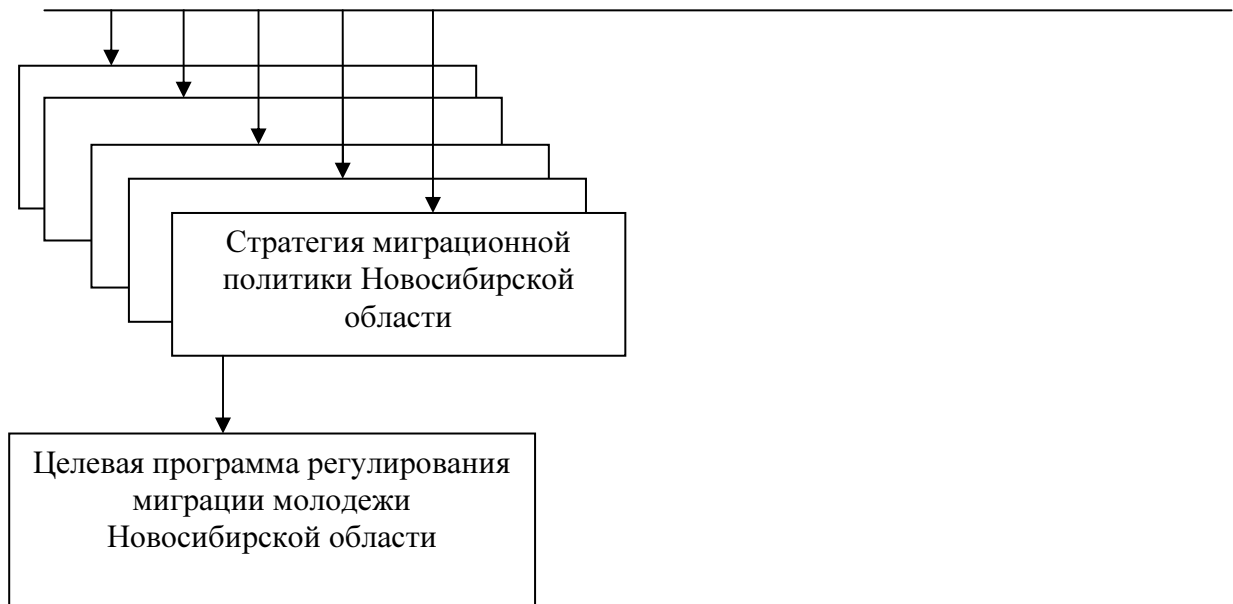 Стратегия миграционной
политики Новосибирской
области
Целевая программа регулирования
миграции молодежи
Новосибирской области